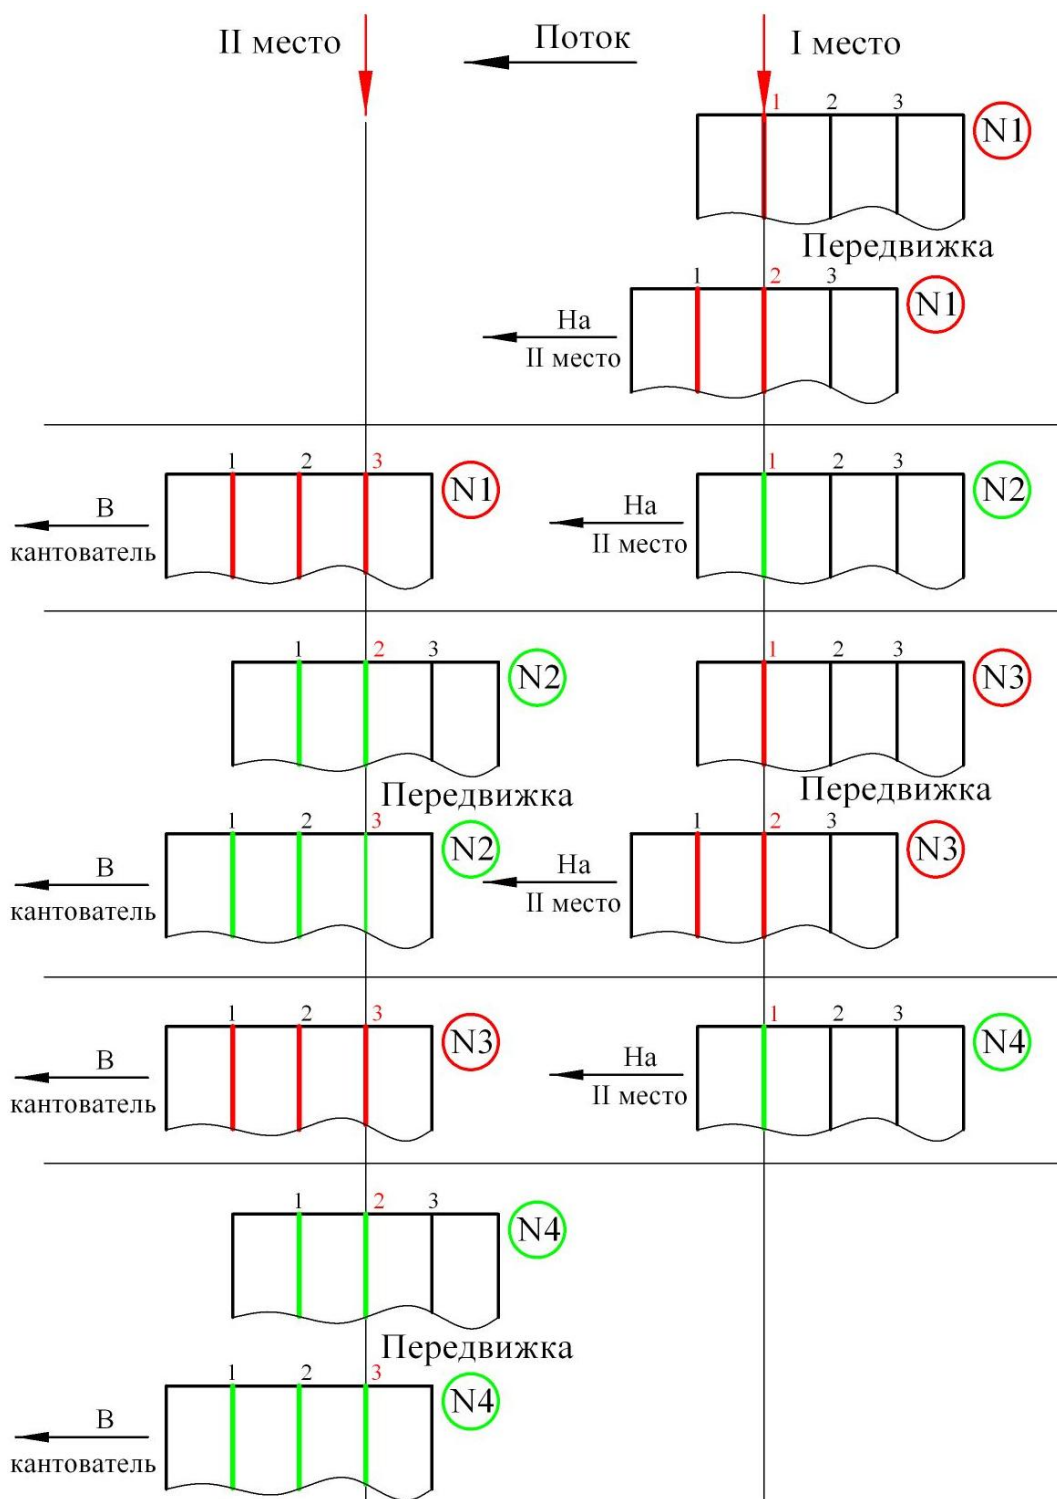 II место
Поток
I место
1 2 3
N1
Передвижка
1 2 3
N1
На
II место
1 2 3
N1
В
кантователь
1 2 3
N2
На
II место
1 2 3
N2
1 2 3
N3
Передвижка
Передвижка
1 2 3
N2
В
кантователь
1 2 3
N3
На
II место
1 2 3
N3
В
кантователь
1 2 3
N4
На
II место
1 2 3
N4
Передвижка
1 2 3
N4
В
кантователь